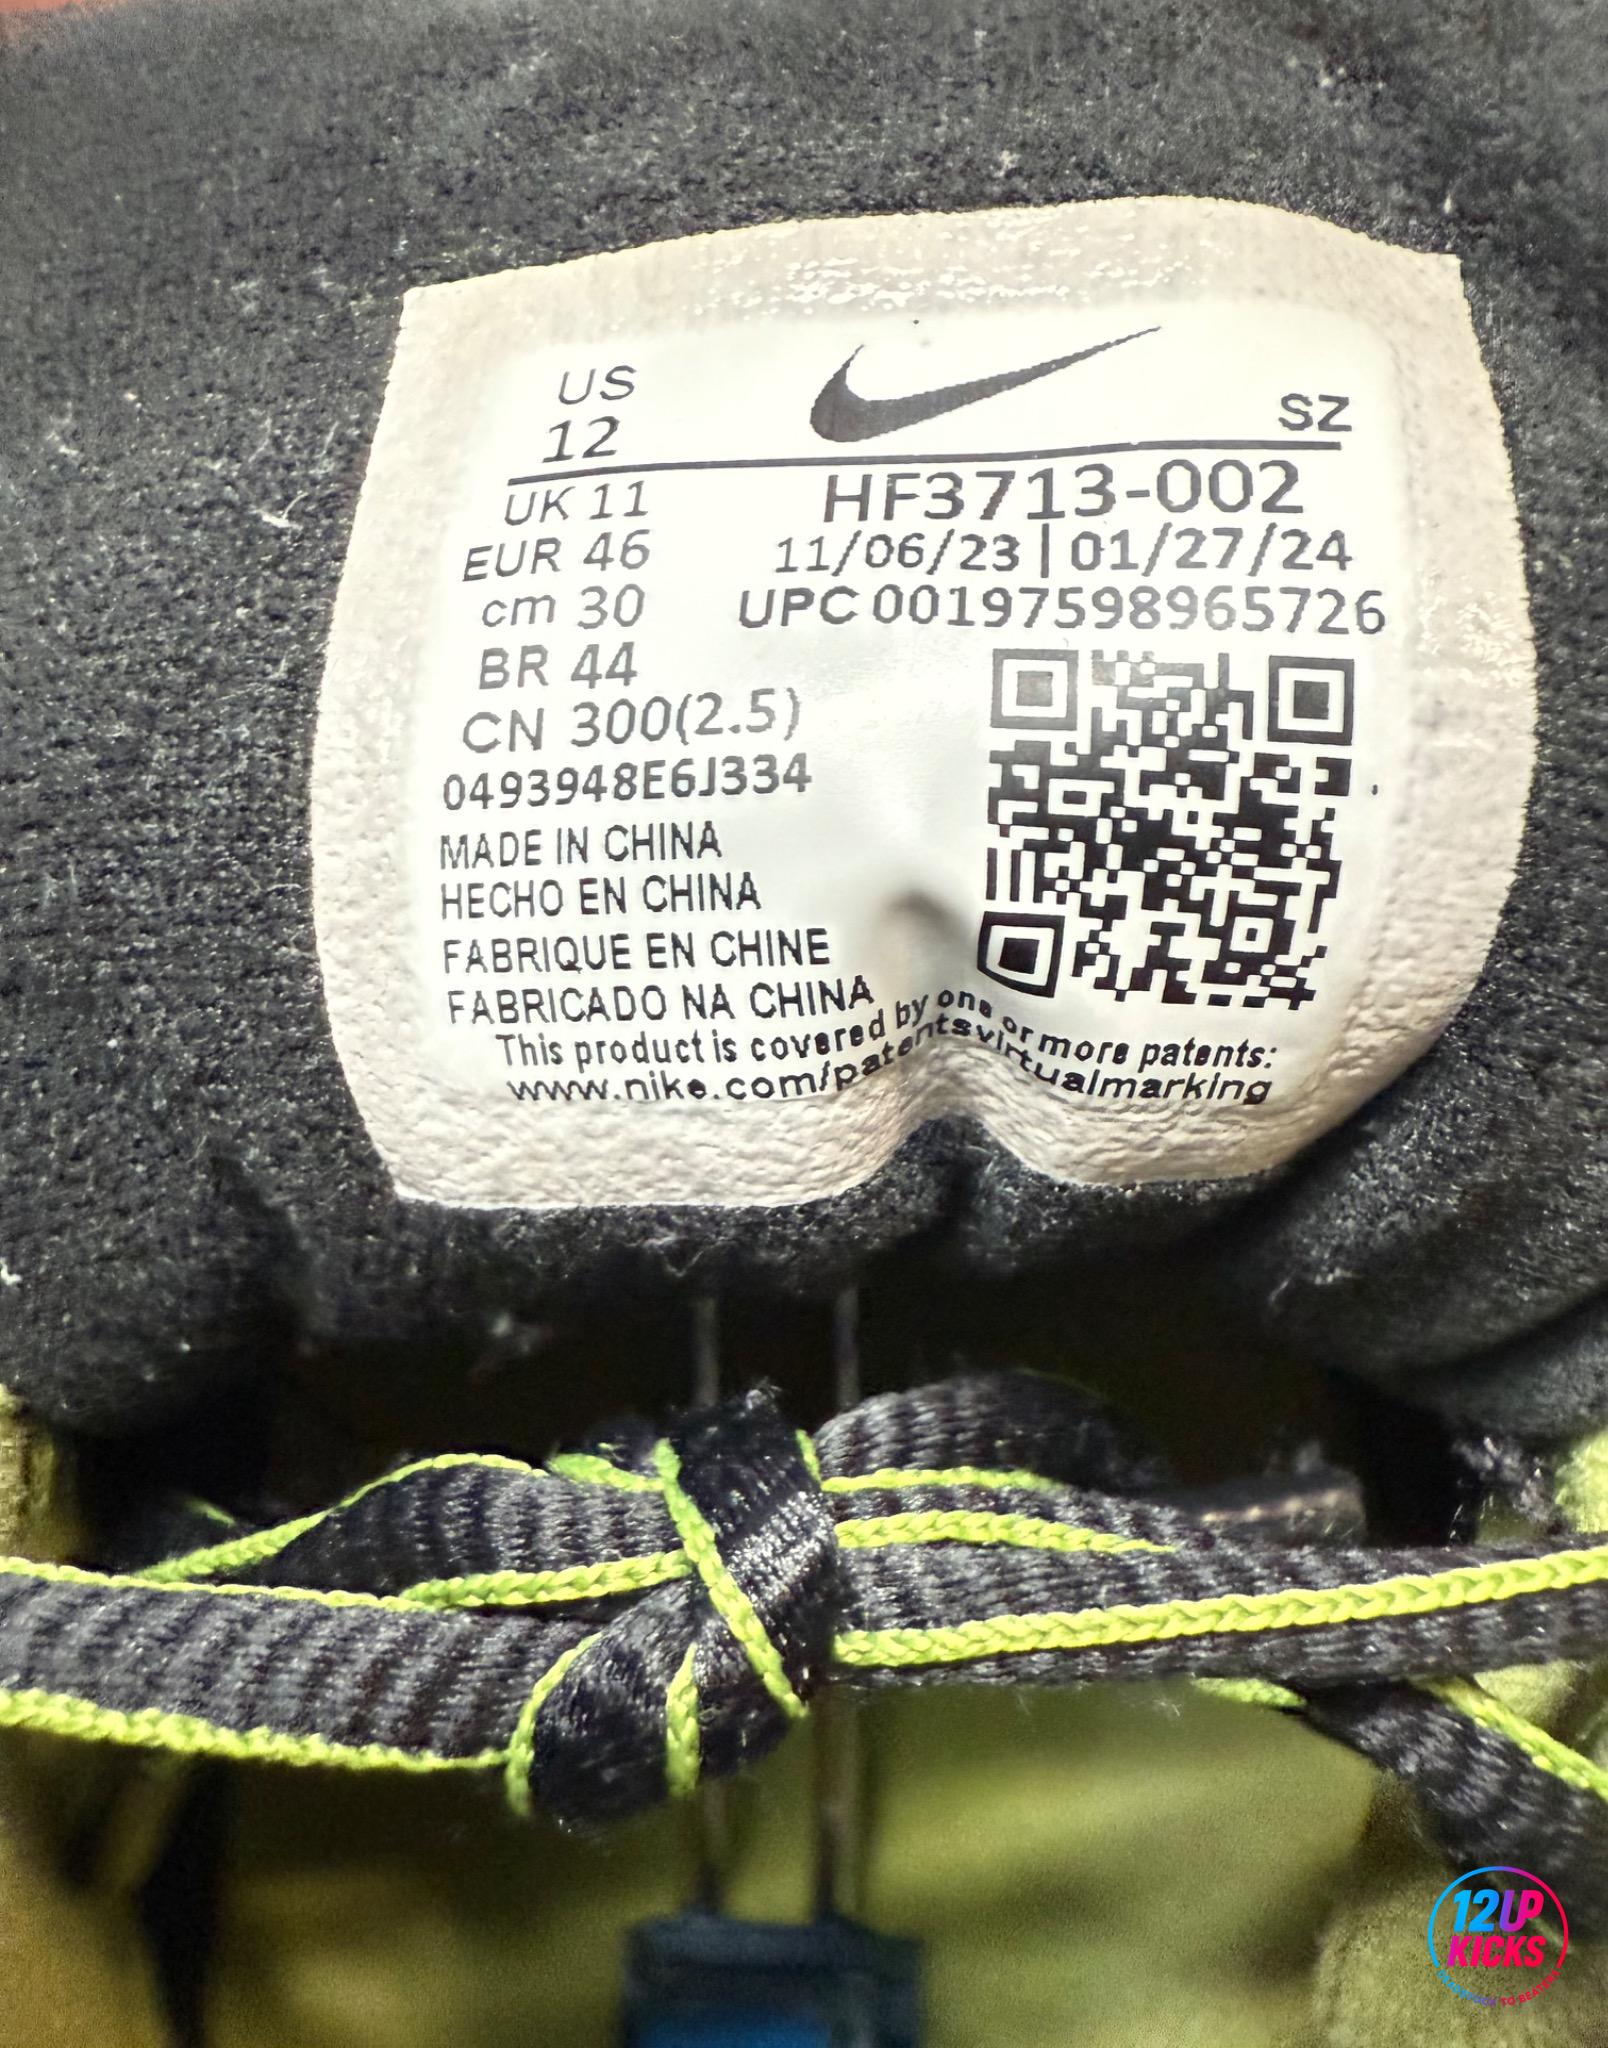 US
12
SZ
UK 11
HF3713-002
EUR 46
11/06/23 | 01/27/24
cm 30
UPC 00197598965726
BR 44
CN 300(2.5)
0493948E6J334
MADE IN CHINA
HECHO EN CHINA
FABRIQUE EN CHINE
FABRICADO NA CHINA
This product is covered by one or more patents:
www.nike.com/patentsvirtualmarking
12UP
KICKS
TO BEATERS